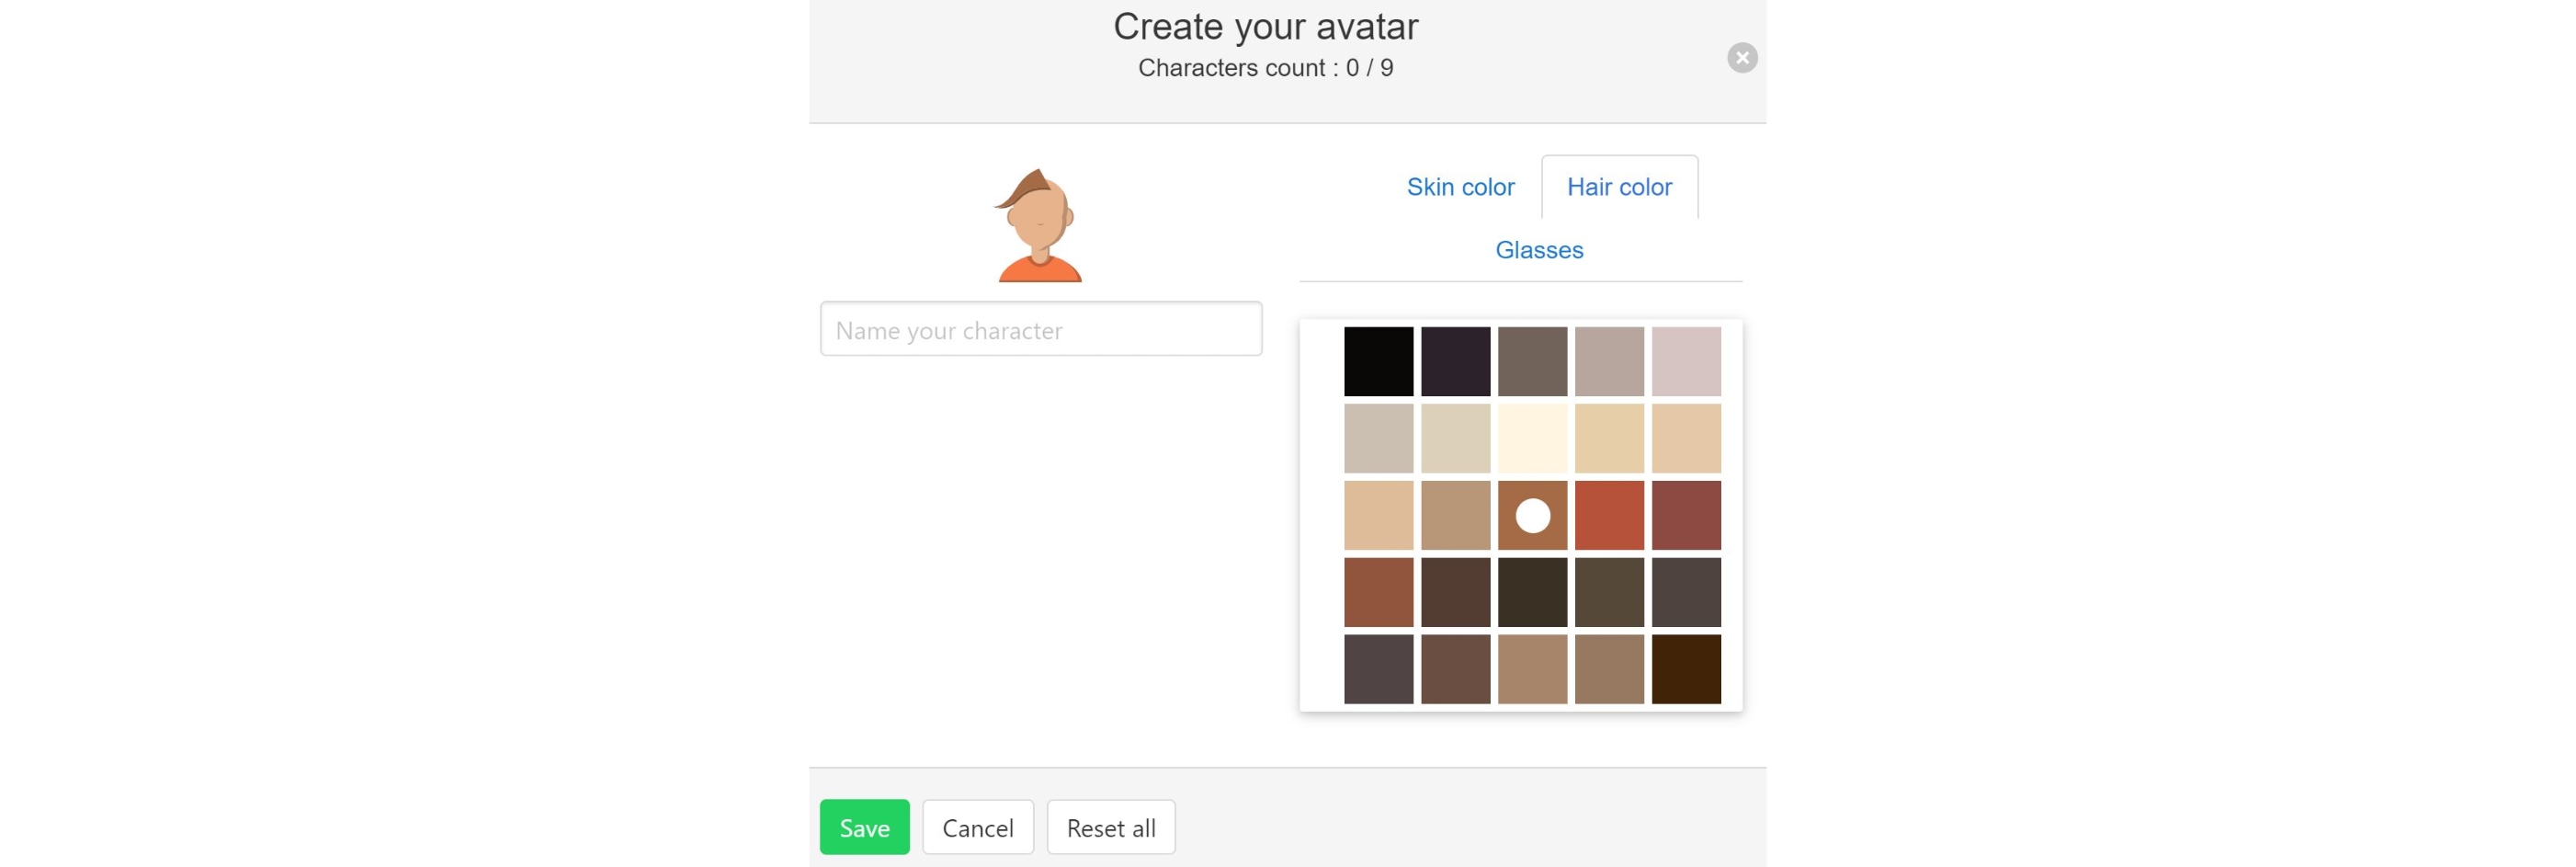 Create your avatar
Characters count : 0 / 9
Skin color
Hair color
Glasses
Name your character
Save
Cancel
Reset all